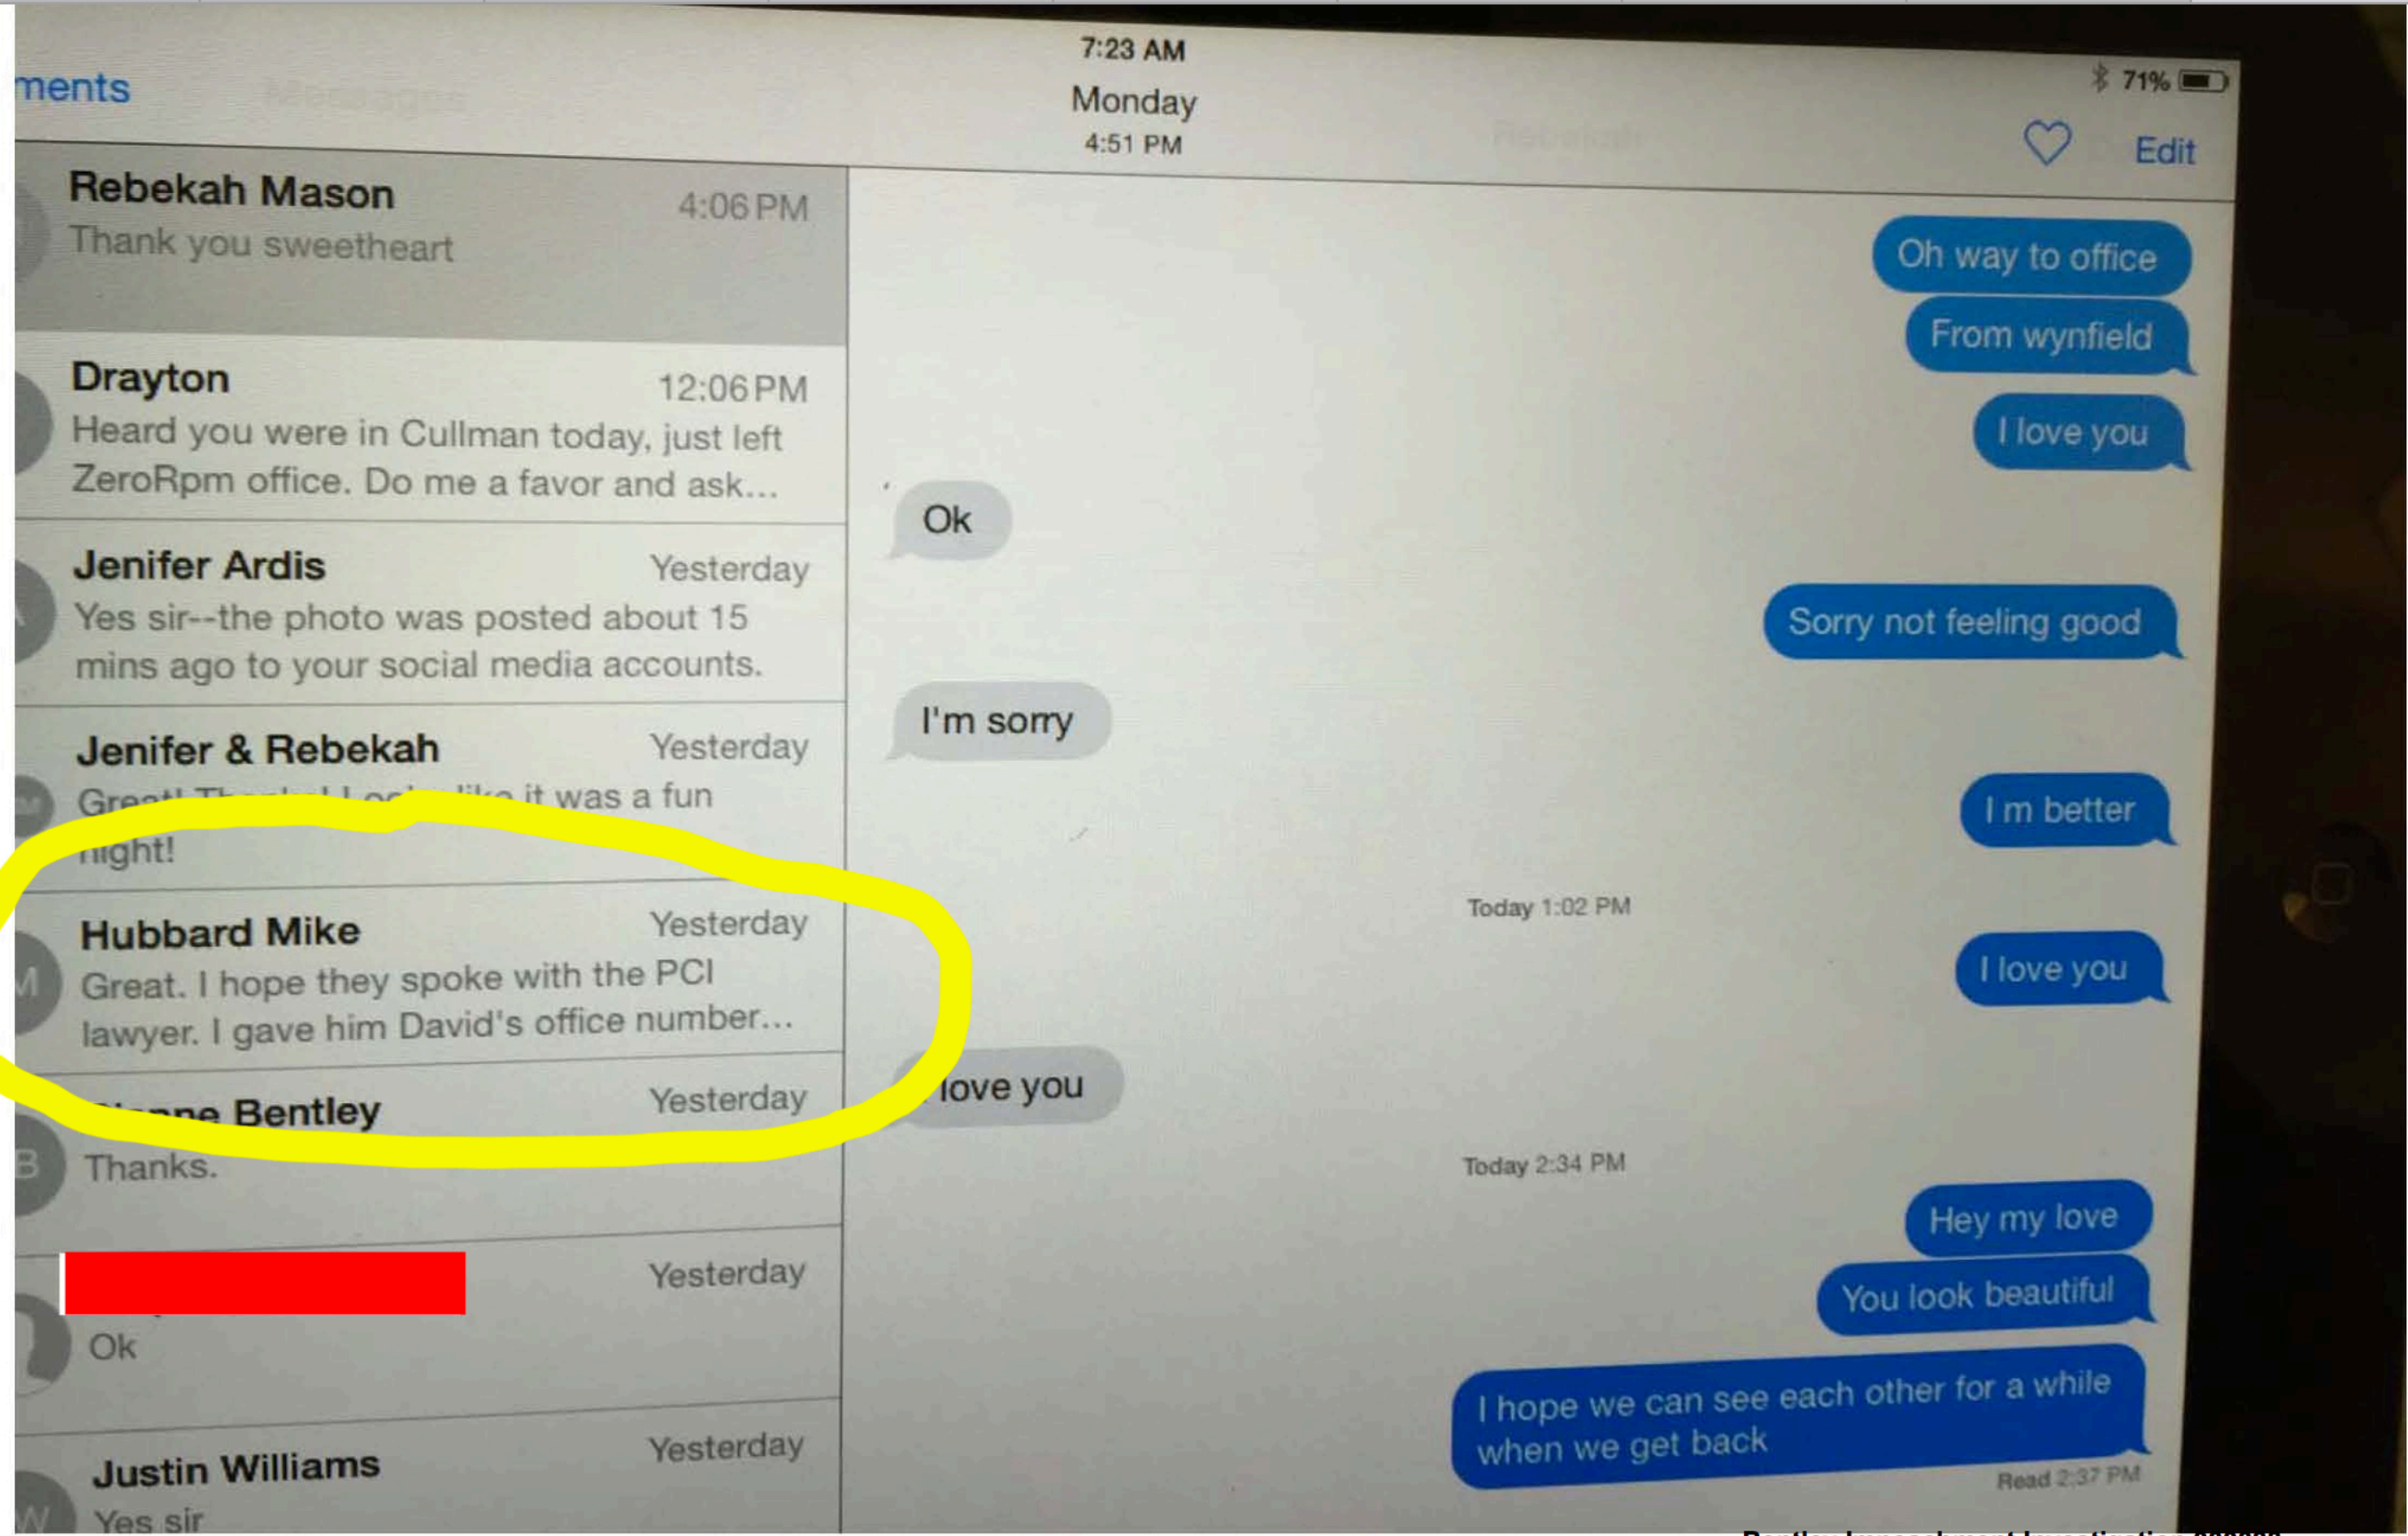 7:23 AM
Monday
4:51 PM
71%
ments
Messages
Rebekah
Edit
Rebekah Mason 4:06 PM
Thank you sweetheart
Drayton 12:06 PM
Heard you were in Cullman today, just left
ZeroRpm office. Do me a favor and ask...
Jenifer Ardis Yesterday
Yes sir--the photo was posted about 15
mins ago to your social media accounts.
Jenifer & Rebekah Yesterday
it was a fun
night!
Hubbard Mike Yesterday
M
Great. I hope they spoke with the PCI
lawyer. I gave him David's office number...
Bentley Yesterday
B
Thanks.
Yesterday
Ok
Justin Williams Yesterday
W
Yes sir
Oh way to office
From wynfield
I love you
Ok
Sorry not feeling good
I'm sorry
I m better
Today 1:02 PM
I love you
love you
Today 2:34 PM
Hey my love
You look beautiful
I hope we can see each other for a while
when we get back
Read 2:37 PM